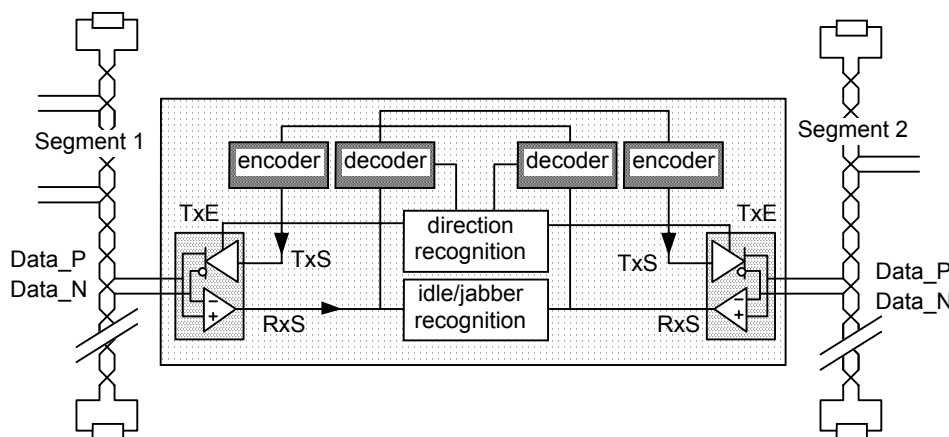 Segment 1
Segment 2
encoder
decoder
decoder
encoder
TxE
direction
recognition
TxE
TxS
TxS
Data_P
Data_N
Data_P
Data_N
idle/jabber
recognition
RxS
RxS